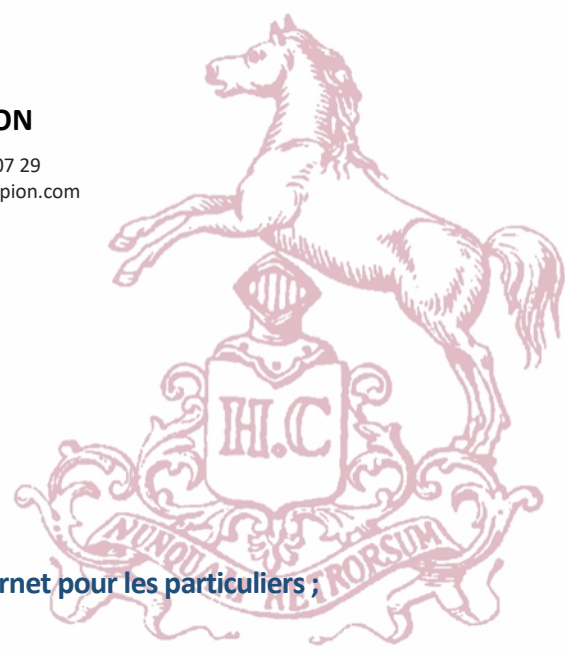 ON
07 29
pion.com
H.C
NUNQUAM RETRORSUM
rnet pour les particuliers ;